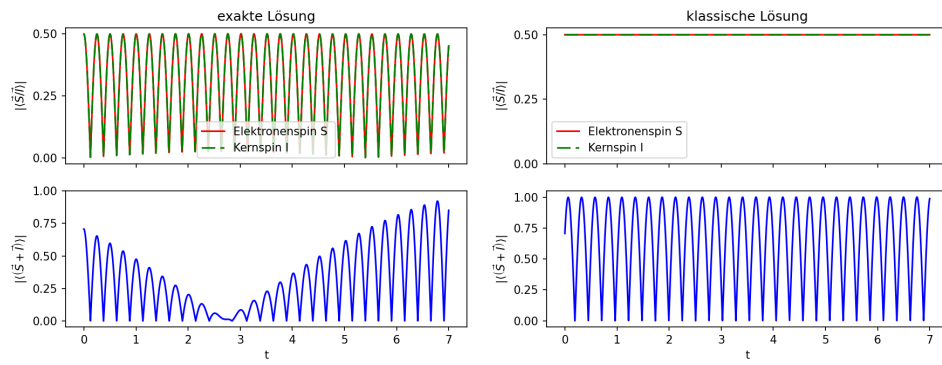 exakte Lösung
0.50
0.25
0.00
|⟨S⃗/I⃗⟩|
Elektronenspin S
Kernspin I
klassische Lösung
0.50
0.25
0.00
|⟨S⃗/I⃗⟩|
Elektronenspin S
Kernspin I
1.00
0.75
0.50
0.25
0.00
|⟨(S⃗ + I⃗)⟩|
0 1 2 3 4 5 6 7
t
1.00
0.75
0.50
0.25
0.00
|⟨(S⃗ + I⃗)⟩|
0 1 2 3 4 5 6 7
t